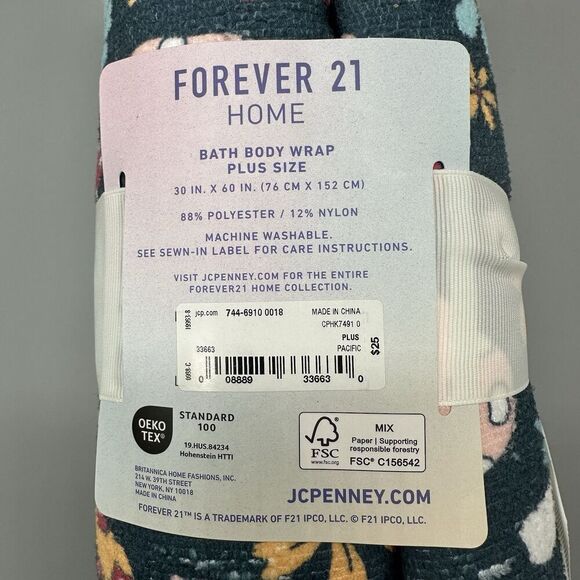 FOREVER 21
HOME
BATH BODY WRAP
PLUS SIZE
30 IN. X 60 IN. (76 CM X 152 CM)
88% POLYESTER / 12% NYLON
MACHINE WASHABLE.
SEE SEWN-IN LABEL FOR CARE INSTRUCTIONS.
VISIT JCPENNEY.COM FOR THE ENTIRE
FOREVER21 HOME COLLECTION.
jcp.com 744-6910 0018 MADE IN CHINA
CPHK7491 0
PLUS
33663 PACIFIC
$25
0 08889 33663 0
OEKO
TEX®
STANDARD
100
19.HUS.84234
Hohenstein HTTI
FSC
www.fsc.org
MIX
Paper | Supporting
responsible forestry
FSC® C156542
BRITANNICA HOME FASHIONS, INC.
214 W. 39TH STREET
NEW YORK, NY 10018
MADE IN CHINA
JCPENNEY.COM
FOREVER 21™ IS A TRADEMARK OF F21 IPCO, LLC. © F21 IPCO, LLC.